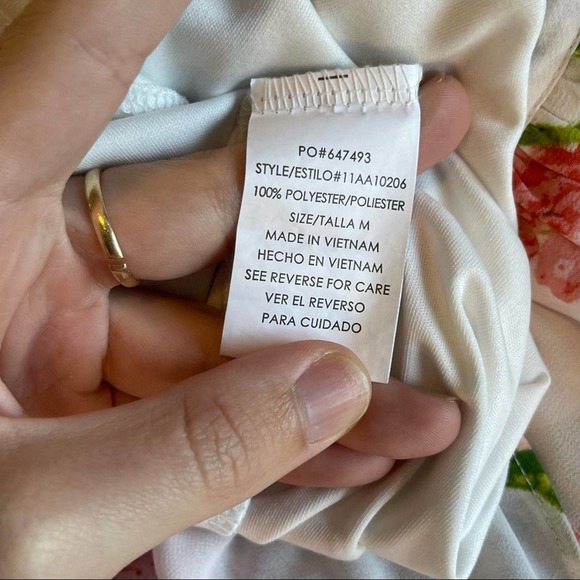 PO#647493
STYLE/ESTILO#11AA10206
100% POLYESTER/POLIESTER
SIZE/TALLA M
MADE IN VIETNAM
HECHO EN VIETNAM
SEE REVERSE FOR CARE
VER EL REVERSO
PARA CUIDADO